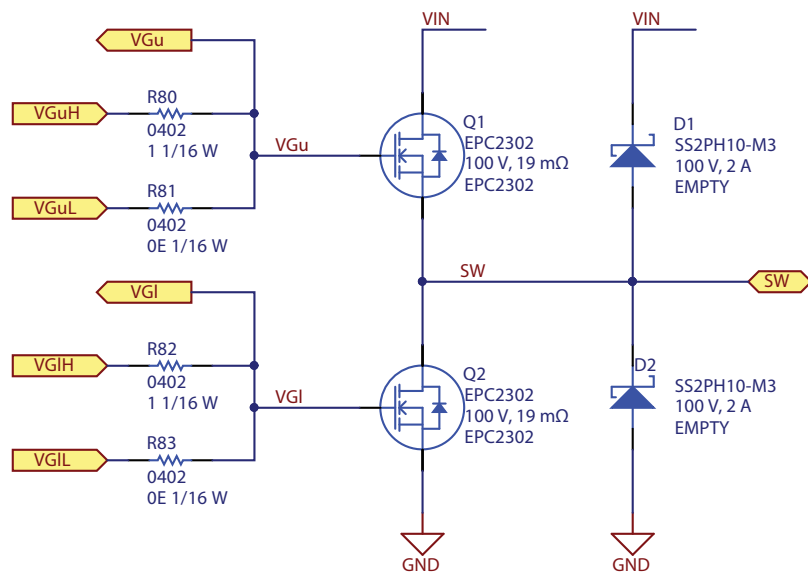 VGu
VGuH
R80
0402
1 1/16 W
VGuL
R81
0402
0E 1/16 W
VGu
VIN
Q1
EPC2302
100 V, 19 mΩ
EPC2302
VIN
D1
SS2PH10-M3
100 V, 2 A
EMPTY
SW
SW
VGl
VGlH
R82
0402
1 1/16 W
VGlL
R83
0402
0E 1/16 W
VGl
Q2
EPC2302
100 V, 19 mΩ
EPC2302
D2
SS2PH10-M3
100 V, 2 A
EMPTY
GND
GND